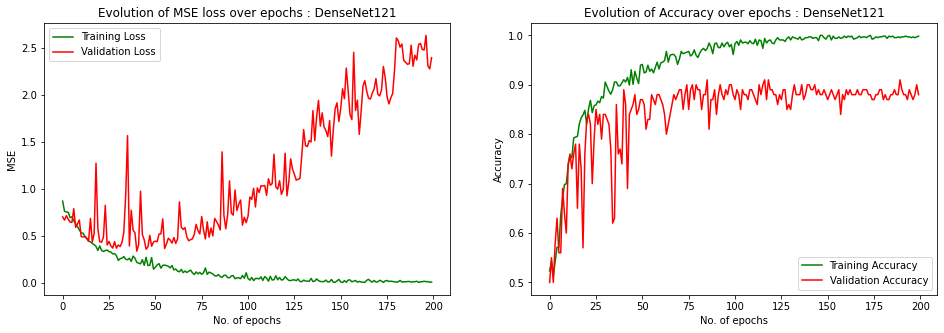 Evolution of MSE loss over epochs : DenseNet121
Training Loss
Validation Loss
MSE
2.5
2.0
1.5
1.0
0.5
0.0
0 25 50 75 100 125 150 175 200
No. of epochs
Evolution of Accuracy over epochs : DenseNet121
Accuracy
1.0
0.9
0.8
0.7
0.6
0.5
Training Accuracy
Validation Accuracy
0 25 50 75 100 125 150 175 200
No. of epochs